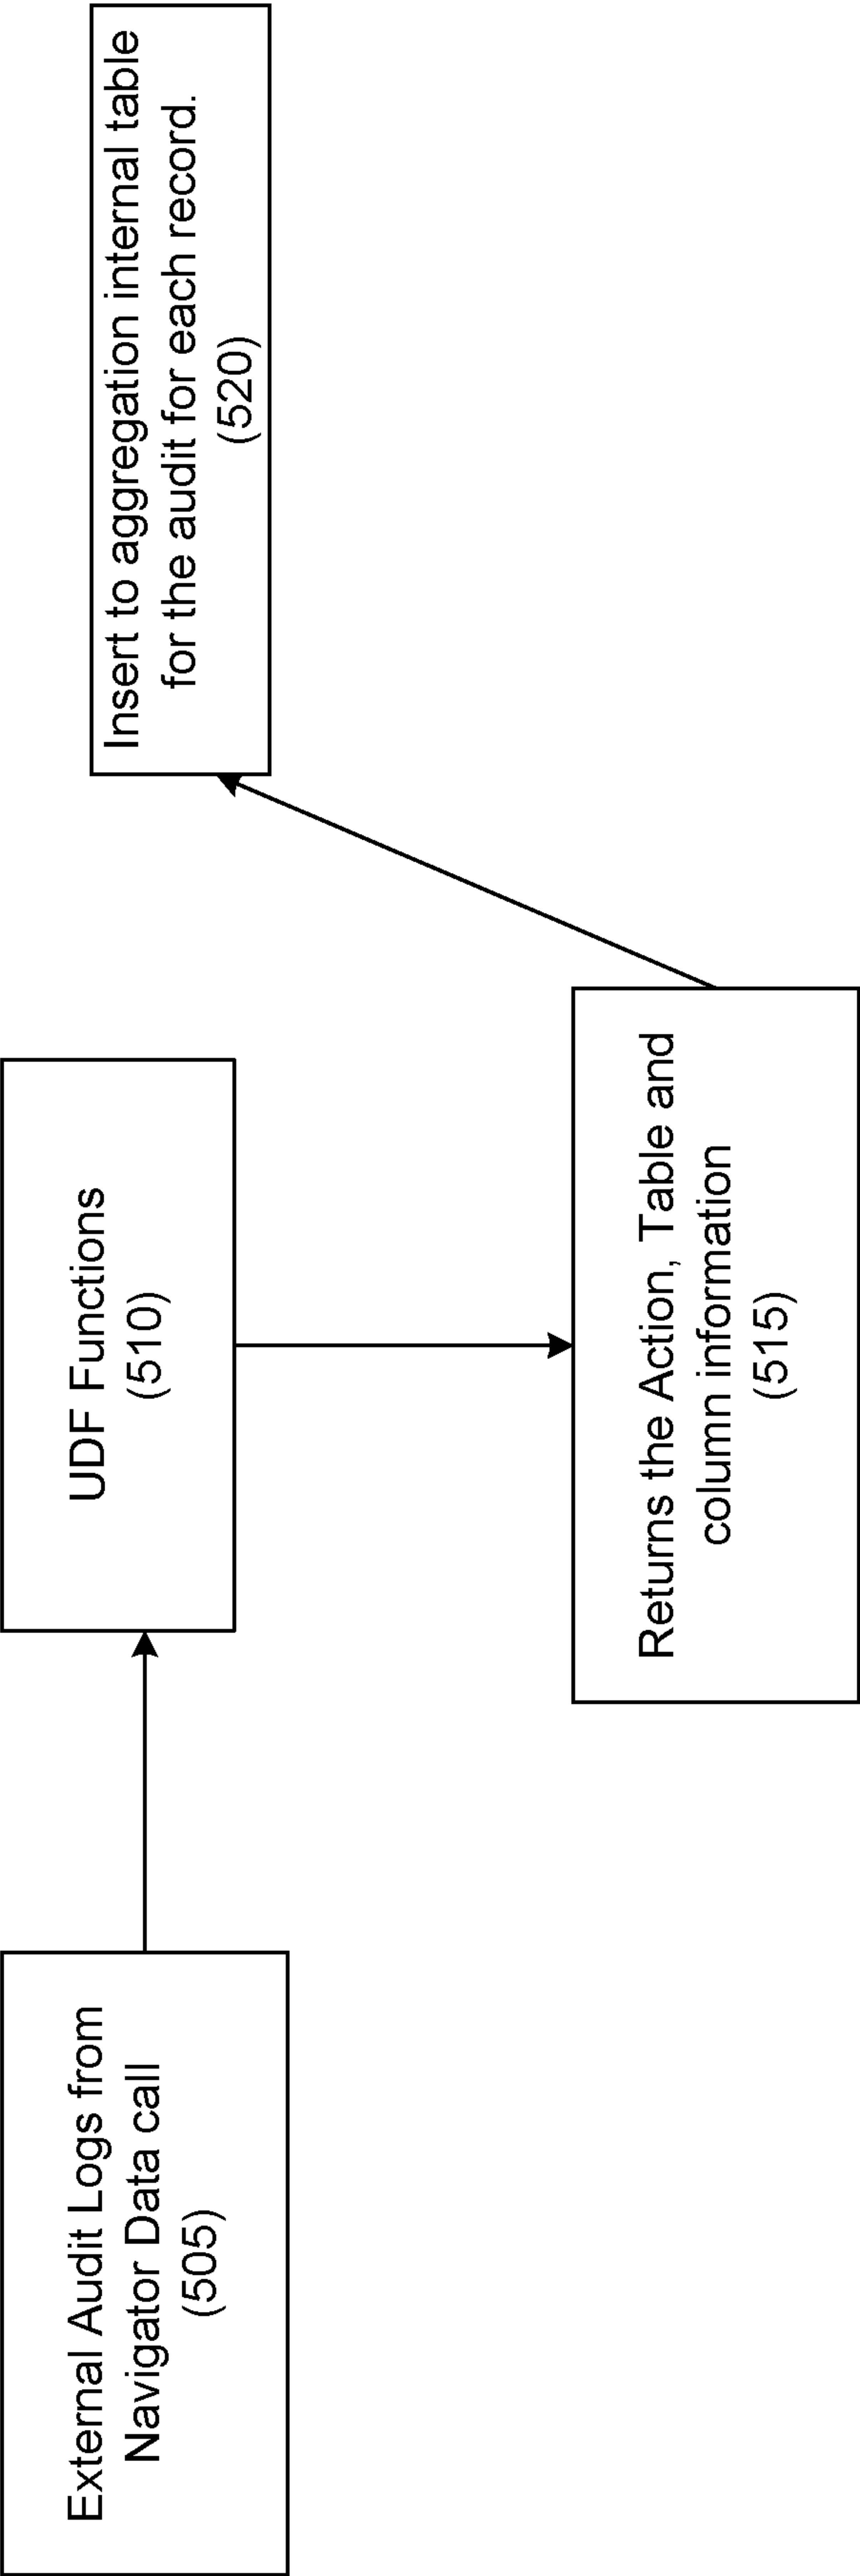 External Audit Logs from
Navigator Data call
(505)
UDF Functions
(510)
Returns the Action, Table and
column information
(515)
Insert to aggregation internal table
for the audit for each record.
(520)